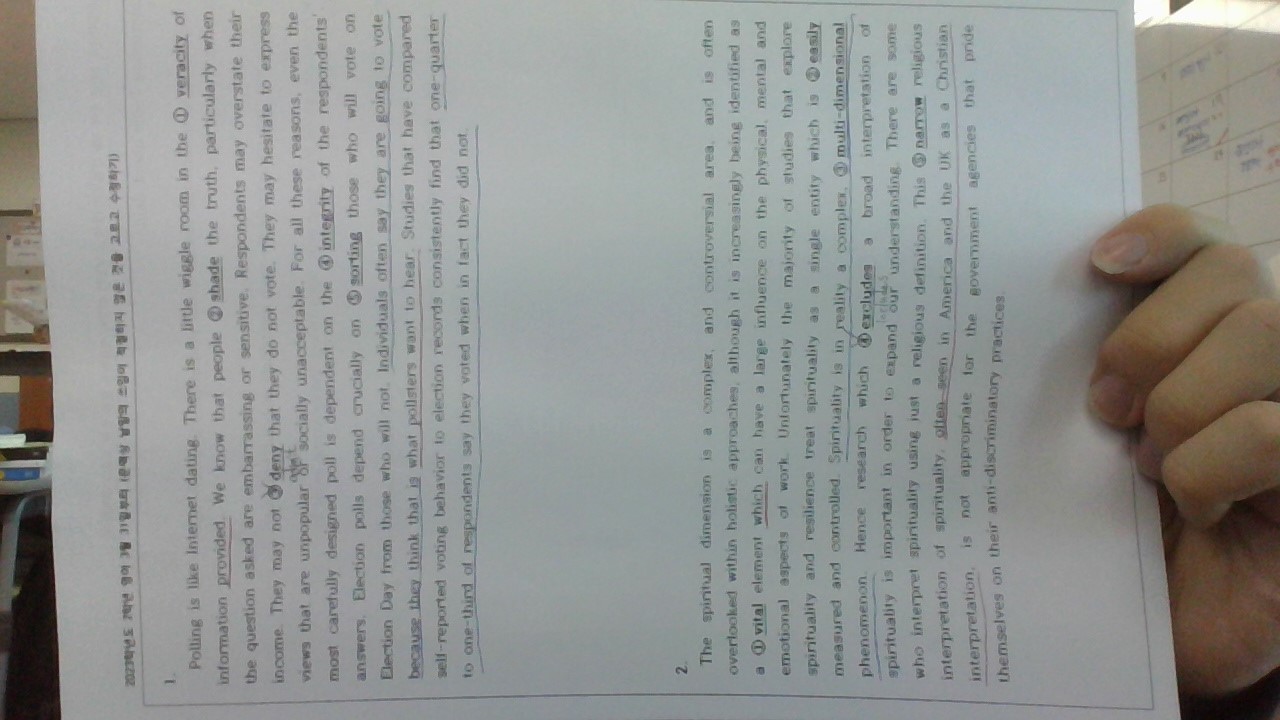 2023학년도 기학년 영어 3월 31일부의 (문맥상 낱말의 쓰임이 적절하지 않은 것을 고르고 수정하기)
1.
Polling is like Internet dating. There is a little wiggle room in the ① veracity of
information provided. We know that people ② shade the truth, particularly when
the question asked are embarrassing or sensitive. Respondents may overstate their
income. They may not ③ deny that they do not vote. They may hesitate to express
views that are unpopular or socially unacceptable. For all these reasons, even the
most carefully designed poll is dependent on the ④ integrity of the respondents'
answers. Election polls depend crucially on ⑤ sorting those who will vote on
Election Day from those who will not. Individuals often say they are going to vote
because they think that is what pollsters want to hear. Studies that have compared
self-reported voting behavior to election records consistently find that one-quarter
to one-third of respondents say they voted when in fact they did not.
2.
The spiritual dimension is a complex, and controversial area, and is often
overlooked within holistic approaches, although it is increasingly being identified as
a ① vital element which can have a large influence on the physical, mental and
emotional aspects of work. Unfortunately the majority of studies that explore
spirituality and resilience treat spirituality as a single entity which is ② easily
measured and controlled. Spirituality is in reality a complex, ③ multi-dimensional
phenomenon. Hence research which ④ excludes a broad interpretation of
spirituality is important in order to expand our understanding. There are some
who interpret spirituality using just a religious definition. This ⑤ narrow religious
interpretation of spirituality, often seen in America and the UK as a Christian
interpretation, is not appropriate for the government agencies that pride
themselves on their anti-discriminatory practices.